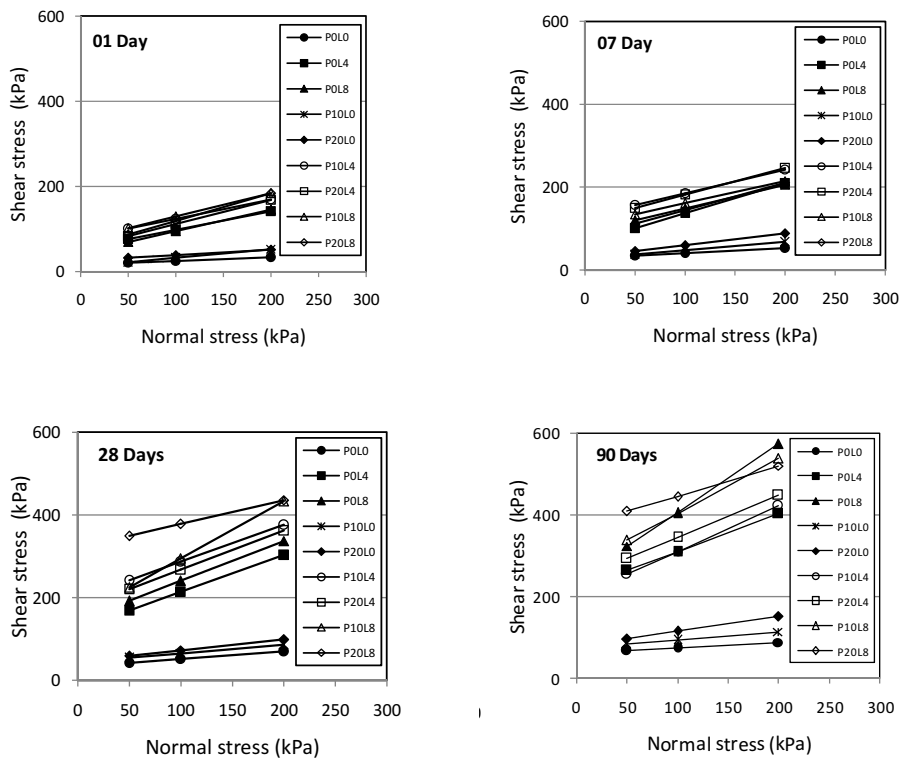 01 Day
Shear stress (kPa)
600
400
200
0
0 50 100 150 200 250 300
Normal stress (kPa)
P0L0
P0L4
P0L8
P10L0
P20L0
P10L4
P20L4
P10L8
P20L8
07 Day
Shear stress (kPa)
600
400
200
0
0 50 100 150 200 250 300
Normal stress (kPa)
P0L0
P0L4
P0L8
P10L0
P20L0
P10L4
P20L4
P10L8
P20L8
28 Days
Shear stress (kPa)
600
400
200
0
0 50 100 150 200 250 300
Normal stress (kPa)
P0L0
P0L4
P0L8
P10L0
P20L0
P10L4
P20L4
P10L8
P20L8
90 Days
Shear stress (kPa)
600
400
200
0
0 50 100 150 200 250 300
Normal stress (kPa)
P0L0
P0L4
P0L8
P10L0
P20L0
P10L4
P20L4
P10L8
P20L8